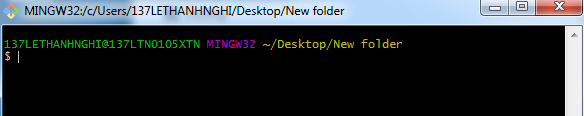 MINGW32:/c/Users/137LETHANHNGHI/Desktop/New folder
137LETHANHNGHI@137LTN0105XTN MINGW32 ~/Desktop/New folder
$